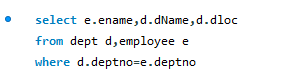 select e.ename,d.dName,d.dloc
from dept d,employee e
where d.deptno=e.deptno